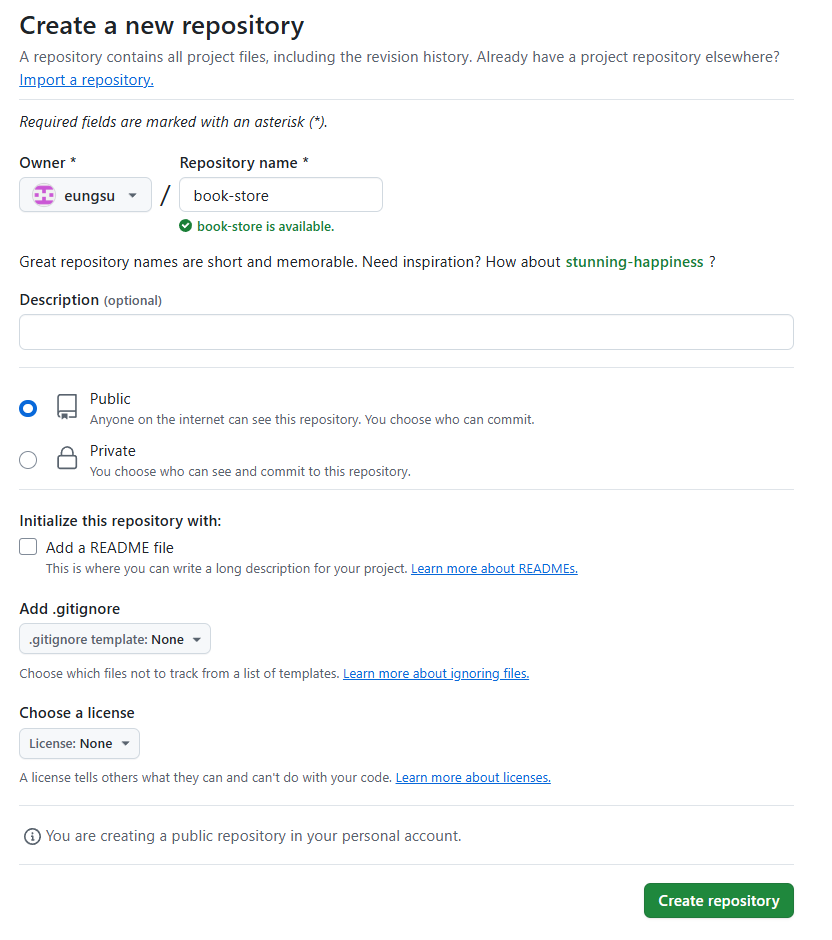 Create a new repository
A repository contains all project files, including the revision history. Already have a project repository elsewhere?
Import a repository.
Required fields are marked with an asterisk (*).
Owner * Repository name *
eungsu / book-store
book-store is available.
Great repository names are short and memorable. Need inspiration? How about stunning-happiness ?
Description (optional)
Public
Anyone on the internet can see this repository. You choose who can commit.
Private
You choose who can see and commit to this repository.
Initialize this repository with:
Add a README file
This is where you can write a long description for your project. Learn more about READMEs.
Add .gitignore
.gitignore template: None
Choose which files not to track from a list of templates. Learn more about ignoring files.
Choose a license
License: None
A license tells others what they can and can't do with your code. Learn more about licenses.
You are creating a public repository in your personal account.
Create repository